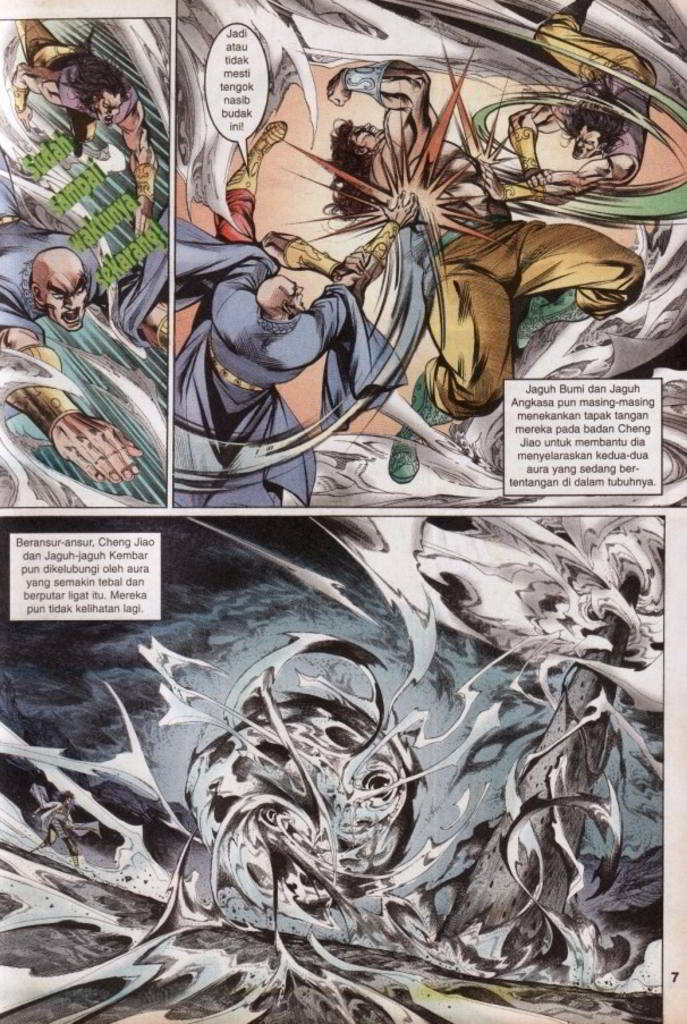 Sudah
sampai
Jadi
atau
tidak
mesti
tengok
nasib
budak
ini!
Jaguh Bumi dan Jaguh
Angkasa pun masing-masing
menekankan tapak tangan
mereka pada badan Cheng
Jiao untuk membantu dia
menyelaraskan kedua-dua
aura yang sedang ber-
tentangan di dalam tubuhnya.
Beransur-ansur, Cheng Jiao
dan Jaguh-jaguh Kembar
pun dikelubungi oleh aura
yang semakin tebal dan
berputar ligat itu. Mereka
pun tidak kelihatan lagi.
7